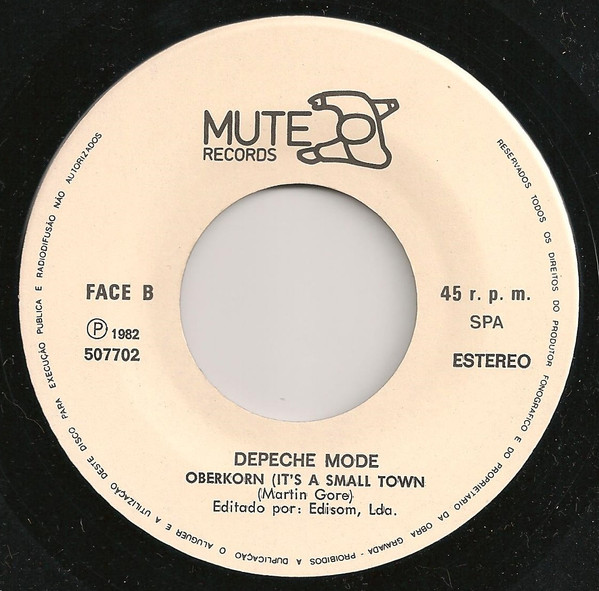 MUTE
RECORDS
RESERVADOS TODOS OS DIREITOS DO PRODUTOR FONOGRAFICO E DO PROPRIETARIO DA OBRA GRAVADA - PROIBIDOS A DUPLICAÇÃO O ALUGUER E A UTILIZAÇÃO DESTE DISCO PARA EXECUÇÃO PUBLICA E RADIODIFUSÃO NÃO AUTORIZADOS
FACE B
45 r. p. m.
Ⓟ 1982
SPA
507702
ESTEREO
DEPECHE MODE
OBERKORN (IT'S A SMALL TOWN
(Martin Gore)
Editado por: Edisom, Lda.